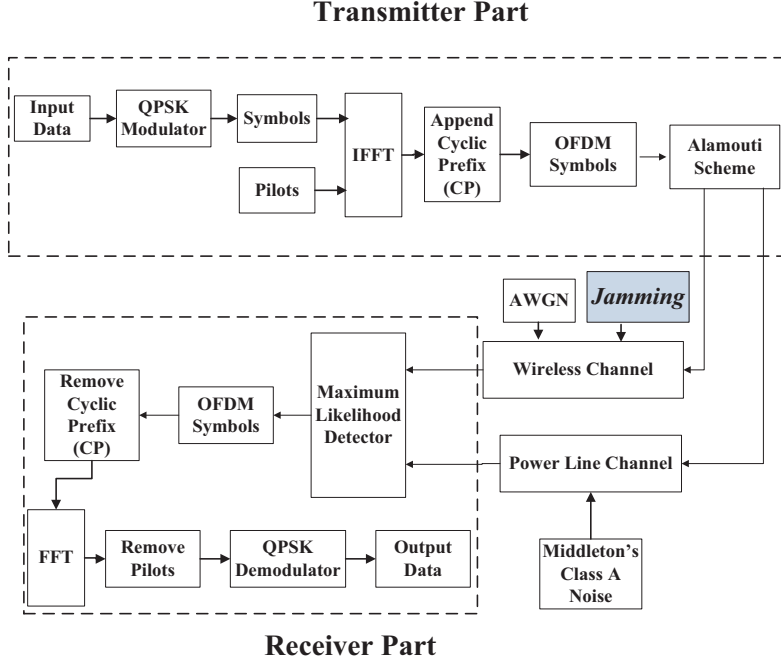 Transmitter Part
Input
Data
QPSK
Modulator
Symbols
Pilots
IFFT
Append
Cyclic
Prefix
(CP)
OFDM
Symbols
Alamouti
Scheme
AWGN
Jamming
Wireless Channel
Power Line Channel
Middleton's
Class A
Noise
Maximum
Likelihood
Detector
OFDM
Symbols
Remove
Cyclic
Prefix
(CP)
FFT
Remove
Pilots
QPSK
Demodulator
Output
Data
Receiver Part